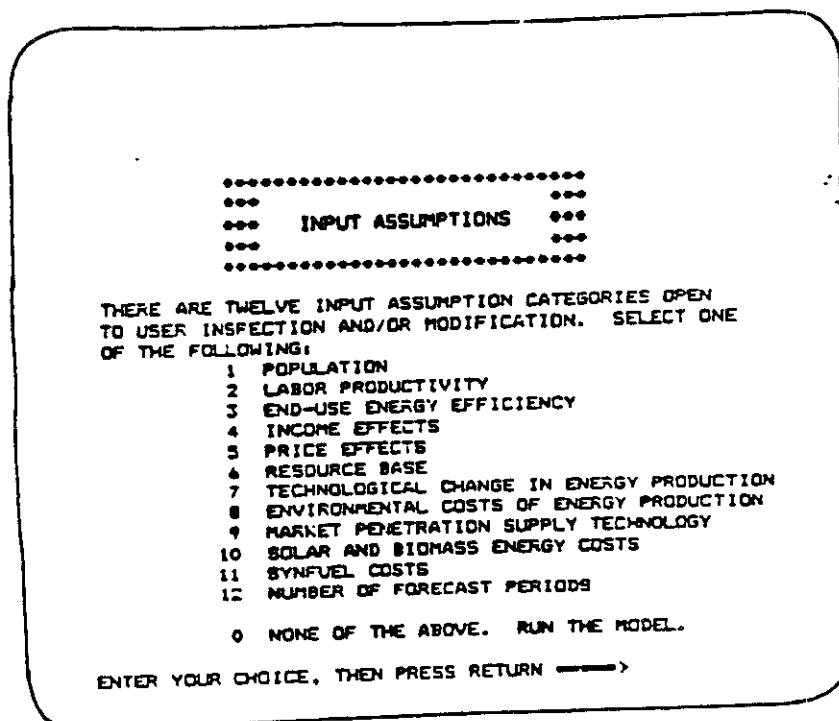 ******************************
***                        ***
***   INPUT ASSUMPTIONS    ***
***                        ***
******************************
THERE ARE TWELVE INPUT ASSUMPTION CATEGORIES OPEN
TO USER INSPECTION AND/OR MODIFICATION.  SELECT ONE
OF THE FOLLOWING:
1  POPULATION
2  LABOR PRODUCTIVITY
3  END-USE ENERGY EFFICIENCY
4  INCOME EFFECTS
5  PRICE EFFECTS
6  RESOURCE BASE
7  TECHNOLOGICAL CHANGE IN ENERGY PRODUCTION
8  ENVIRONMENTAL COSTS OF ENERGY PRODUCTION
9  MARKET PENETRATION SUPPLY TECHNOLOGY
10  SOLAR AND BIOMASS ENERGY COSTS
11  SYNFUEL COSTS
12  NUMBER OF FORECAST PERIODS
0  NONE OF THE ABOVE.  RUN THE MODEL.
ENTER YOUR CHOICE, THEN PRESS RETURN ----->